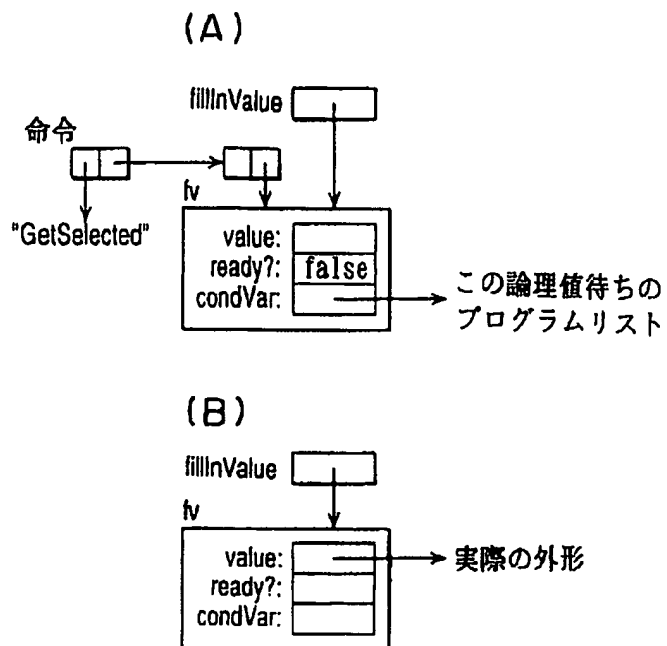 (A)
fillInValue
命令
fv
"GetSelected"
value:
ready?: false
condVar:
この論理値待ちの
プログラムリスト
(B)
fillInValue
fv
value:
実際の外形
ready?:
condVar: